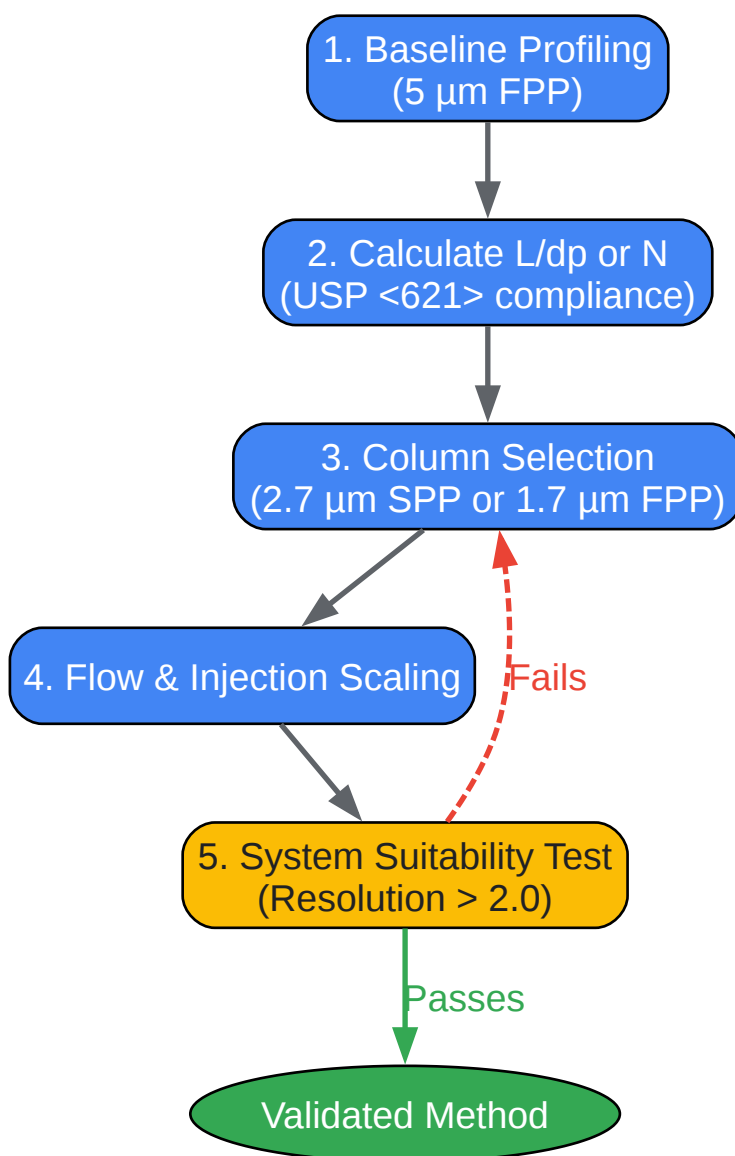 1. Baseline Profiling
(5 µm FPP)
2. Calculate L/dp or N
(USP <621> compliance)
3. Column Selection
(2.7 µm SPP or 1.7 µm FPP)
4. Flow & Injection Scaling
Fails
5. System Suitability Test
(Resolution > 2.0)
Passes
Validated Method